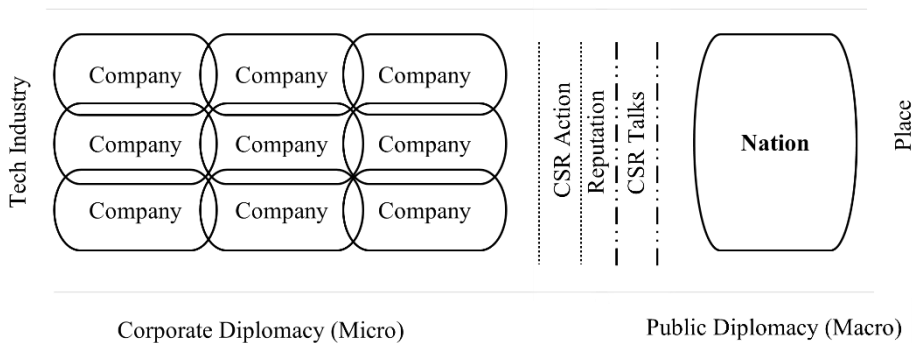 Tech Industry
Company Company Company
Company Company Company
Company Company Company
CSR Action
Reputation
CSR Talks
Nation
Place
Corporate Diplomacy (Micro)
Public Diplomacy (Macro)